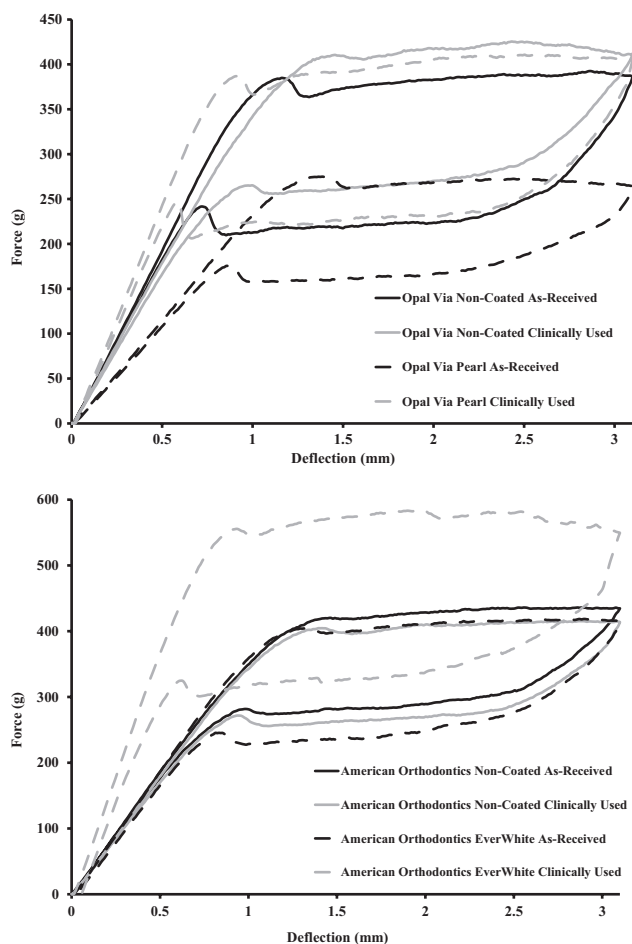 450
400
350
300
250
200
150
100
50
0
Force (g)
Opal Via Non-Coated As-Received
Opal Via Non-Coated Clinically Used
Opal Via Pearl As-Received
Opal Via Pearl Clinically Used
0 0.5 1 1.5 2 2.5 3
Deflection (mm)
600
500
400
300
200
100
0
Force (g)
American Orthodontics Non-Coated As-Received
American Orthodontics Non-Coated Clinically Used
American Orthodontics EverWhite As-Received
American Orthodontics EverWhite Clinically Used
0 0.5 1 1.5 2 2.5 3
Deflection (mm)